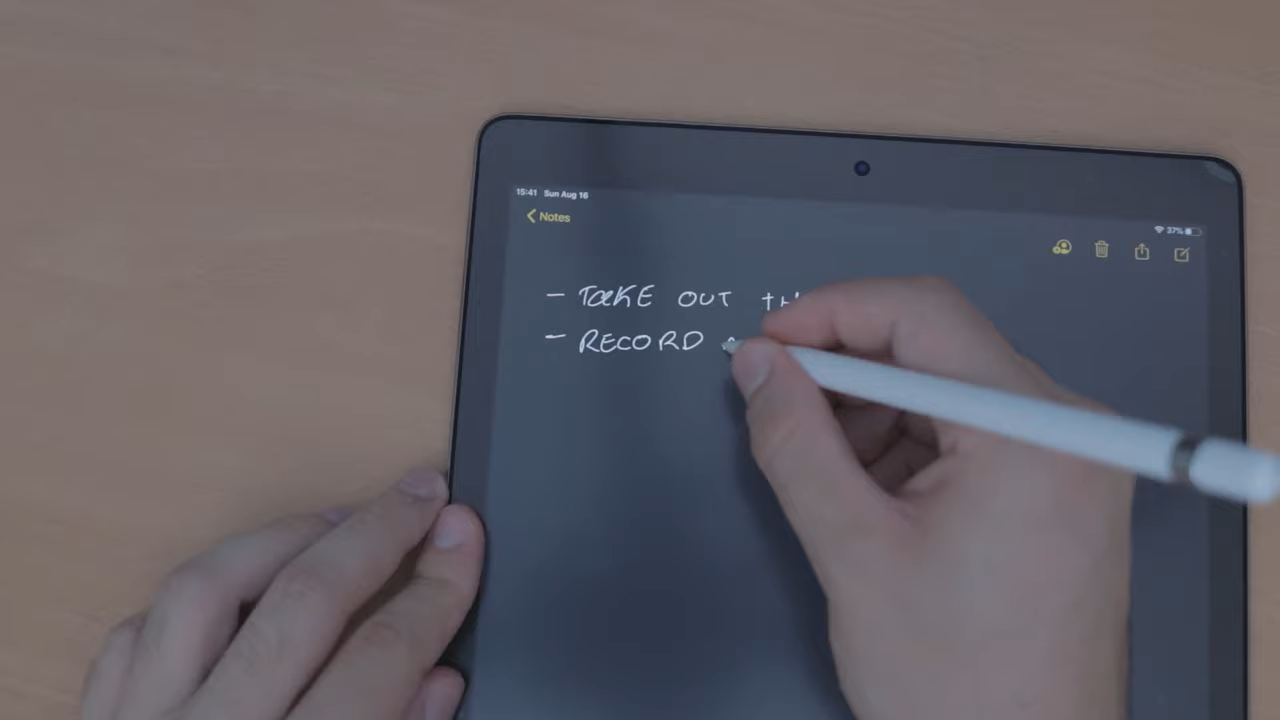 15:41 Sun Aug 16
37%
Notes
- TaKE OUT
- RECORD